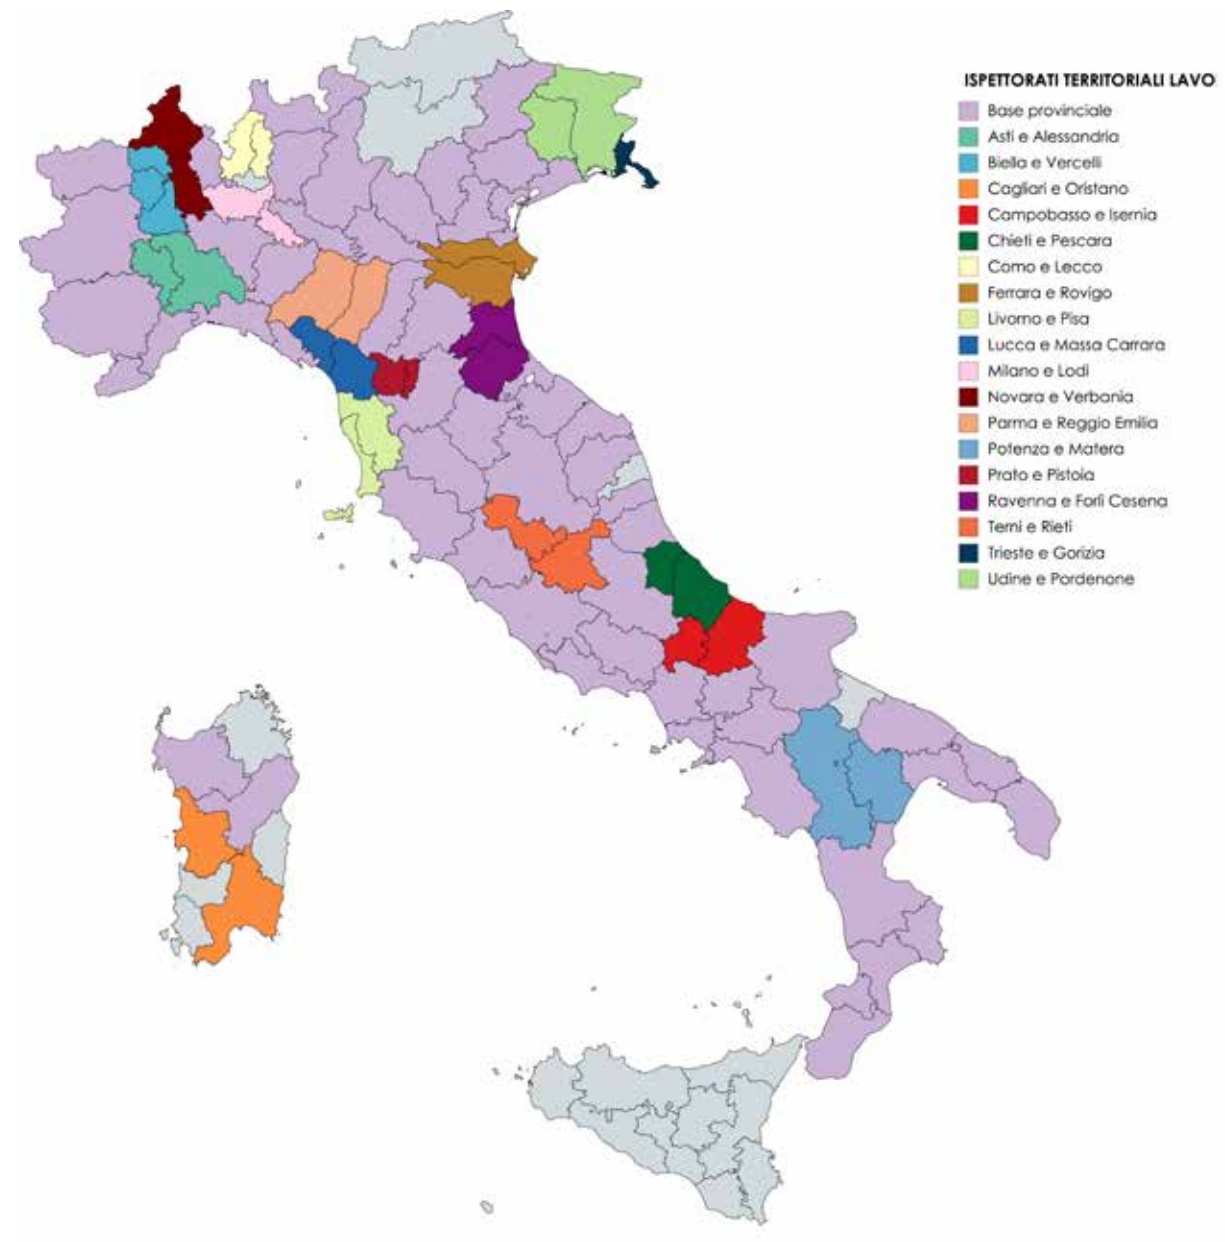 ISPETTORATI TERRITORIALI LAVO
Base provinciale
Asti e Alessandria
Biella e Vercelli
Cagliari e Oristano
Campobasso e Isernia
Chieti e Pescara
Como e Lecco
Ferrara e Rovigo
Livorno e Pisa
Lucca e Massa Carrara
Milano e Lodi
Novara e Verbania
Parma e Reggio Emilia
Potenza e Matera
Prato e Pistoia
Ravenna e Forlì Cesena
Terni e Rieti
Trieste e Gorizia
Udine e Pordenone